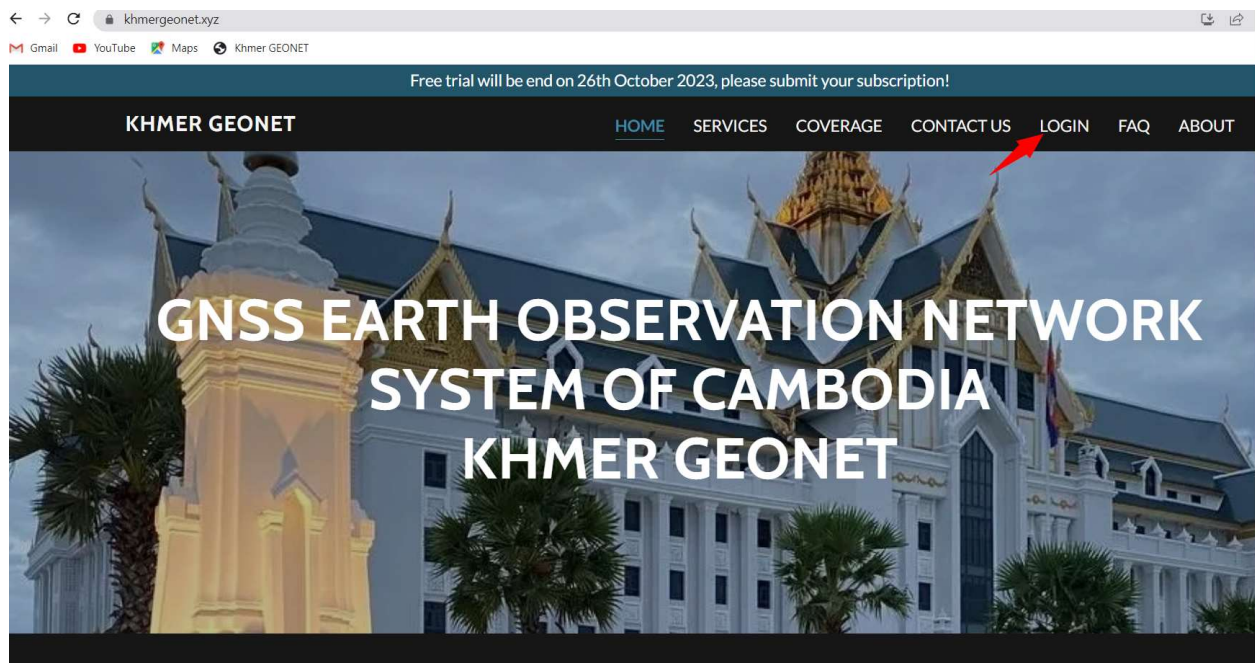 khmergeonet.xyz
Gmail YouTube Maps Khmer GEONET
Free trial will be end on 26th October 2023, please submit your subscription!
KHMER GEONET HOME SERVICES COVERAGE CONTACT US LOGIN FAQ ABOUT
GNSS EARTH OBSERVATION NETWORK
SYSTEM OF CAMBODIA
KHMER GEONET